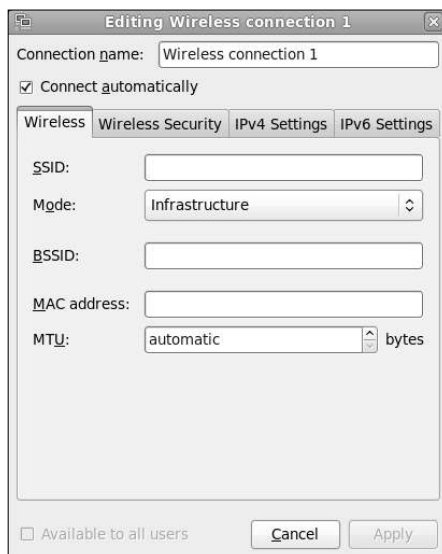 Editing Wireless connection 1
Connection name: Wireless connection 1
Connect automatically
Wireless Wireless Security IPv4 Settings IPv6 Settings
SSID:
Mode: Infrastructure
BSSID:
MAC address:
MTU: automatic bytes
Available to all users Cancel Apply